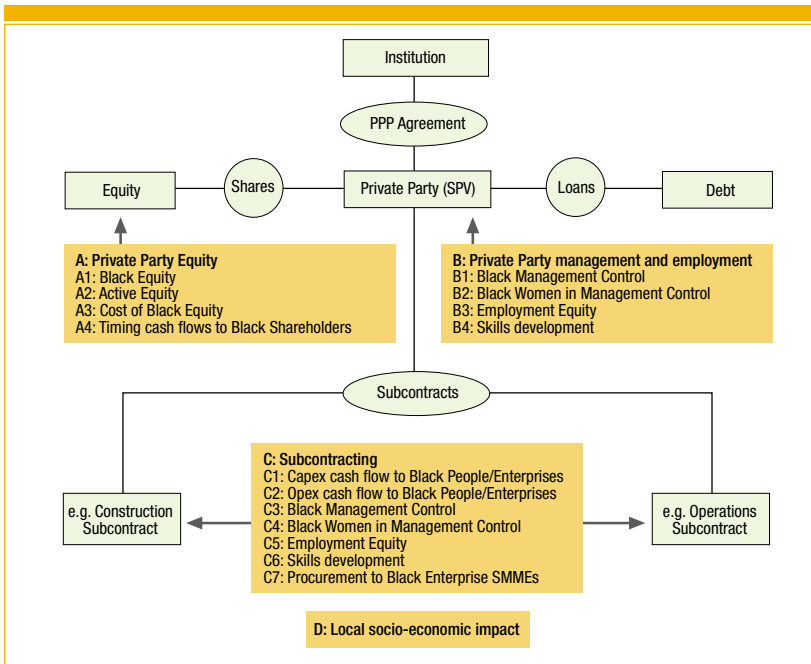 Institution
PPP Agreement
Equity
Shares
Private Party (SPV)
Loans
Debt
A: Private Party Equity
A1: Black Equity
A2: Active Equity
A3: Cost of Black Equity
A4: Timing cash flows to Black Shareholders
B: Private Party management and employment
B1: Black Management Control
B2: Black Women in Management Control
B3: Employment Equity
B4: Skills development
Subcontracts
C: Subcontracting
C1: Capex cash flow to Black People/Enterprises
C2: Opex cash flow to Black People/Enterprises
C3: Black Management Control
C4: Black Women in Management Control
C5: Employment Equity
C6: Skills development
C7: Procurement to Black Enterprise SMMEs
e.g. Construction
Subcontract
e.g. Operations
Subcontract
D: Local socio-economic impact